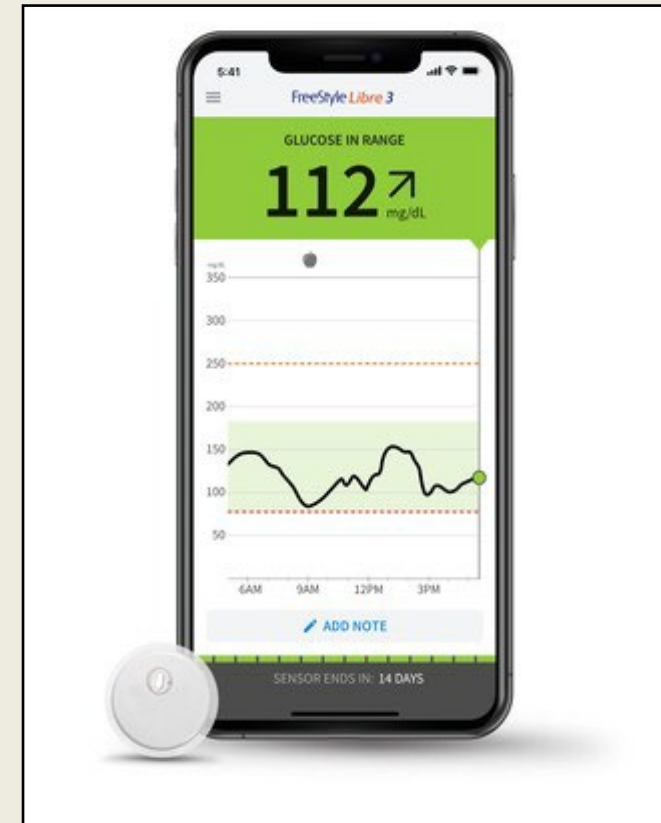 5:41
FreeStyle Libre 3
GLUCOSE IN RANGE
112
mg/dL
mg/dL
350
300
250
200
150
100
50
6AM 9AM 12PM 3PM
ADD NOTE
SENSOR ENDS IN: 14 DAYS